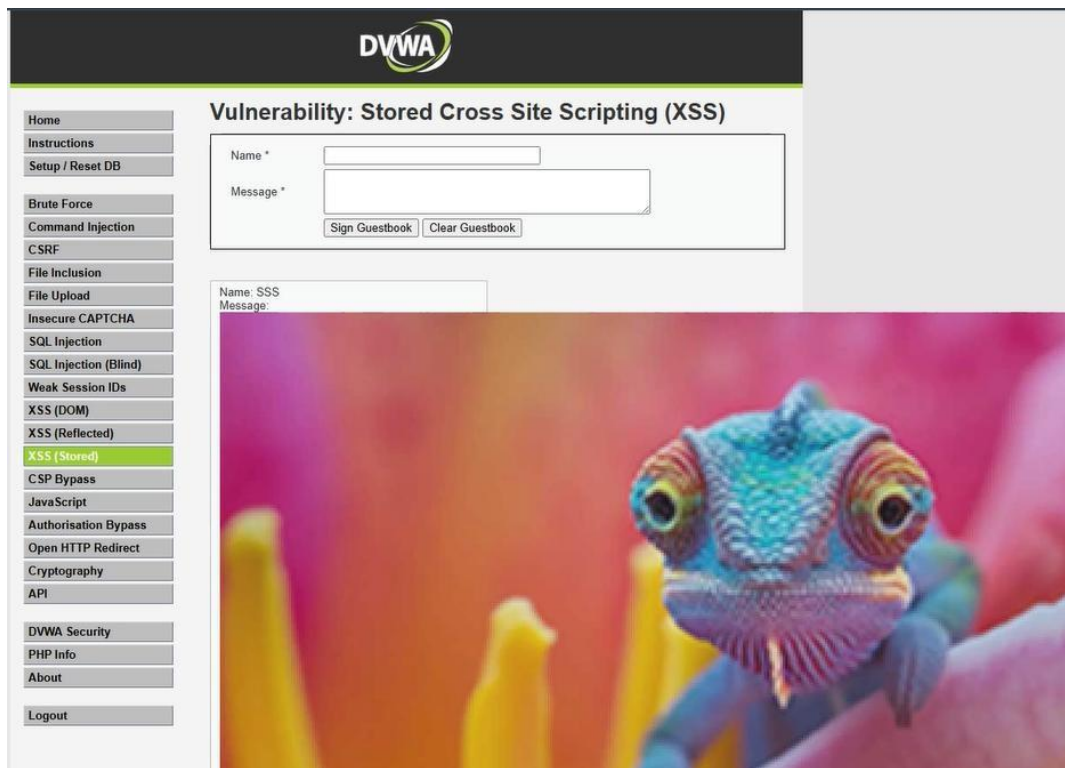 DVWA
Home
Instructions
Setup / Reset DB
Brute Force
Command Injection
CSRF
File Inclusion
File Upload
Insecure CAPTCHA
SQL Injection
SQL Injection (Blind)
Weak Session IDs
XSS (DOM)
XSS (Reflected)
XSS (Stored)
CSP Bypass
JavaScript
Authorisation Bypass
Open HTTP Redirect
Cryptography
API
DVWA Security
PHP Info
About
Logout
Vulnerability: Stored Cross Site Scripting (XSS)
Name *
Message *
Sign Guestbook Clear Guestbook
Name: SSS
Message: